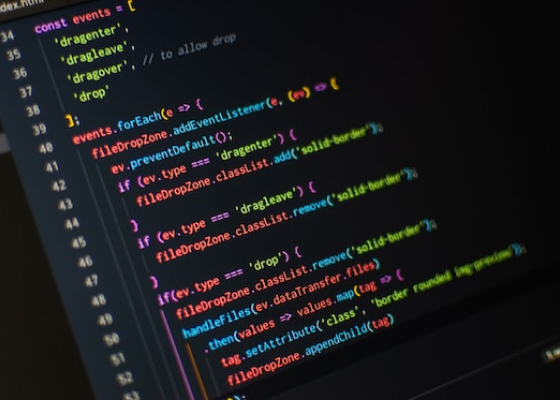 dex.html
34 const events = [
35 'dragenter',
36 'dragleave',
37 'dragover', // to allow drop
38 'drop'
39 ];
40 events.forEach(e => {
41 fileDropZone.addEventListener(e, (ev) => {
42 ev.preventDefault();
43 if (ev.type === 'dragenter') {
44 fileDropZone.classList.add('solid-border');
45 }
46 if (ev.type === 'dragleave') {
47 fileDropZone.classList.remove('solid-border');
48 }
49 if(ev.type === 'drop') {
50 fileDropZone.classList.remove('solid-border');
51 handleFiles(ev.dataTransfer.files)
52 .then(values => values.map(tag => {
53 tag.setAttribute('class', 'border rounded img-preview');
fileDropZone.appendChild(tag)